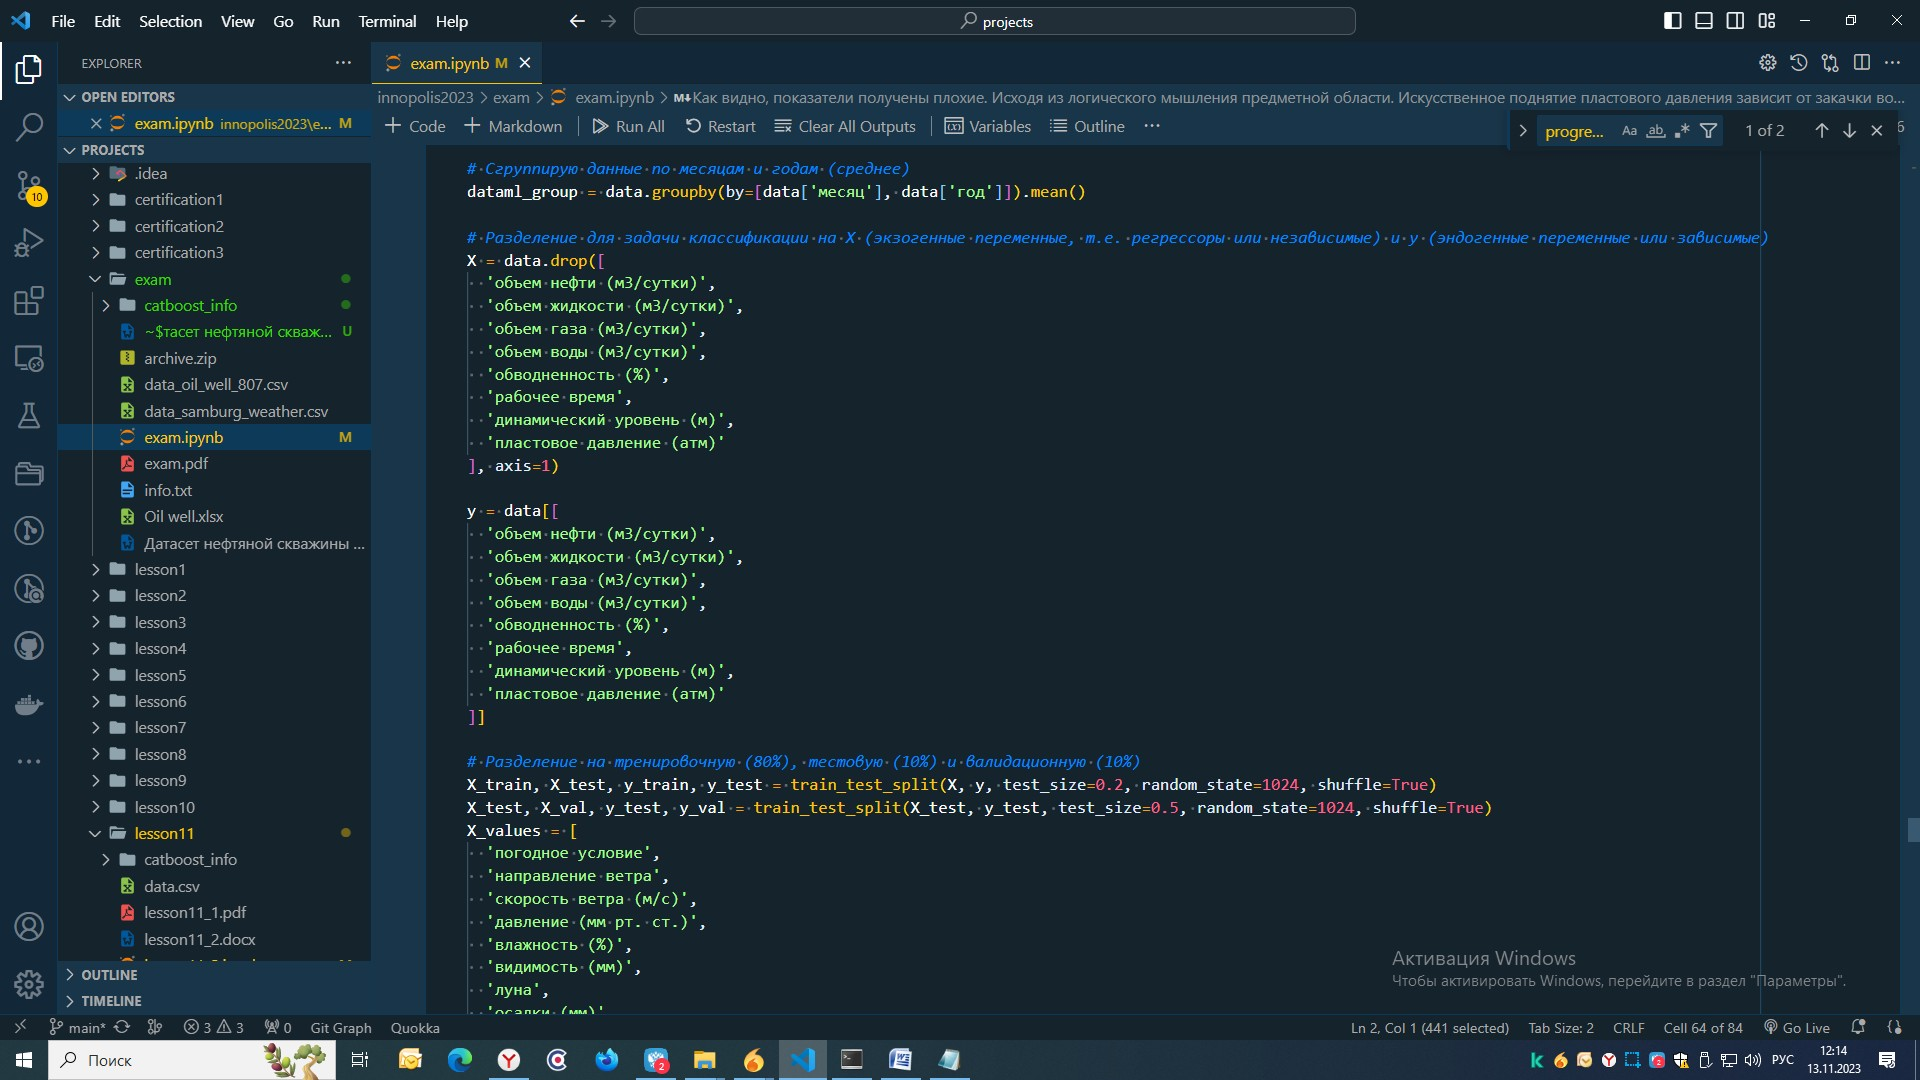 File Edit Selection View Go Run Terminal Help
projects
EXPLORER
exam.ipynb M
OPEN EDITORS
exam.ipynb innopolis2023\e... M
innopolis2023 > exam > exam.ipynb > M↓Как видно, показатели получены плохие. Исходя из логического мышления предметной области. Искусственное поднятие пластового давления зависит от закачки во...
+ Code + Markdown Run All Restart Clear All Outputs Variables Outline ...
progre... Aa ab 1 of 2
PROJECTS
.idea
certification1
certification2
certification3
exam
catboost_info
~$тасет нефтяной скваж... U
archive.zip
data_oil_well_807.csv
data_samburg_weather.csv
exam.ipynb M
exam.pdf
info.txt
Oil well.xlsx
Датасет нефтяной скважины ...
lesson1
lesson2
lesson3
lesson4
lesson5
lesson6
lesson7
lesson8
lesson9
lesson10
lesson11
catboost_info
data.csv
lesson11_1.pdf
lesson11_2.docx
OUTLINE
TIMELINE
10
# Сгруппирую данные по месяцам и годам (среднее)
dataml_group = data.groupby(by=[data['месяц'], data['год']]).mean()
# Разделение для задачи классификации на X (экзогенные переменные, т.е. регрессоры или независимые) и y (эндогенные переменные или зависимые)
X = data.drop([
'объем нефти (м3/сутки)',
'объем жидкости (м3/сутки)',
'объем газа (м3/сутки)',
'объем воды (м3/сутки)',
'обводненность (%)',
'рабочее время',
'динамический уровень (м)',
'пластовое давление (атм)'
], axis=1)
y = data[[
'объем нефти (м3/сутки)',
'объем жидкости (м3/сутки)',
'объем газа (м3/сутки)',
'объем воды (м3/сутки)',
'обводненность (%)',
'рабочее время',
'динамический уровень (м)',
'пластовое давление (атм)'
]]
# Разделение на тренировочную (80%), тестовую (10%) и валидационную (10%)
X_train, X_test, y_train, y_test = train_test_split(X, y, test_size=0.2, random_state=1024, shuffle=True)
X_test, X_val, y_test, y_val = train_test_split(X_test, y_test, test_size=0.5, random_state=1024, shuffle=True)
X_values = [
'погодное условие',
'направление ветра',
'скорость ветра (м/с)',
'давление (мм рт. ст.)',
'влажность (%)',
'видимость (мм)',
'луна',
'осадки (мм)'
Активация Windows
Чтобы активировать Windows, перейдите в раздел "Параметры".
main* 3 3 0 Git Graph Quokka
Ln 2, Col 1 (441 selected) Tab Size: 2 CRLF Cell 64 of 84 Go Live
Поиск
2
РУС
12:14
13.11.2023